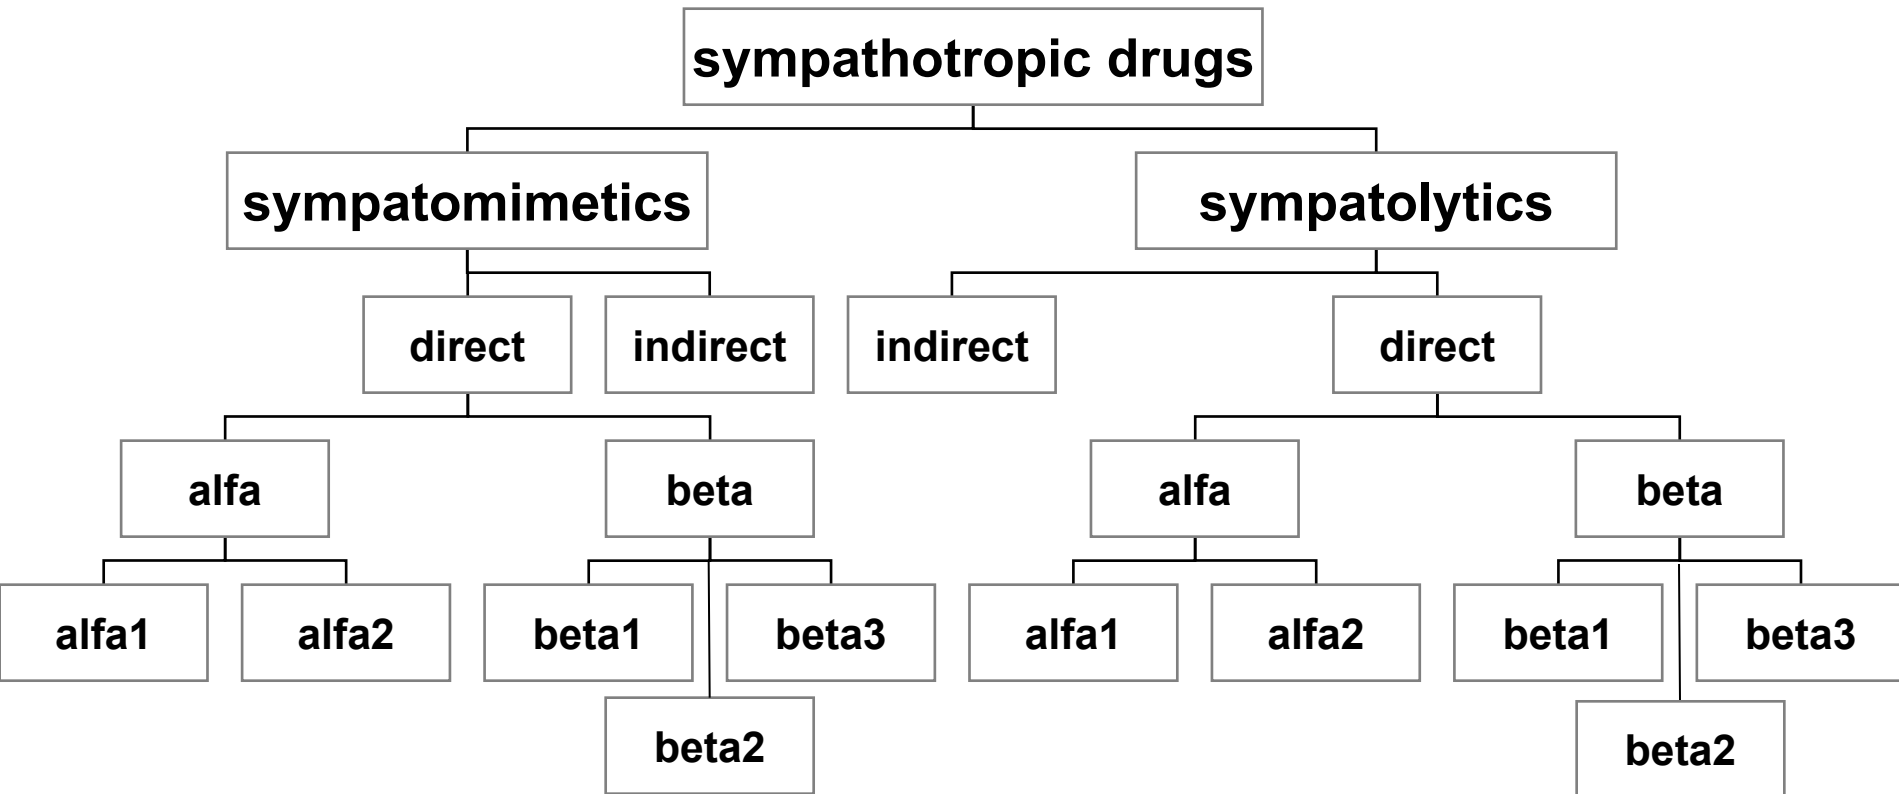 sympathotropic drugs
sympatomimetics
sympatolytics
direct
indirect
indirect
direct
alfa
beta
alfa
beta
alfa1
alfa2
beta1
beta3
alfa1
alfa2
beta1
beta3
beta2
beta2